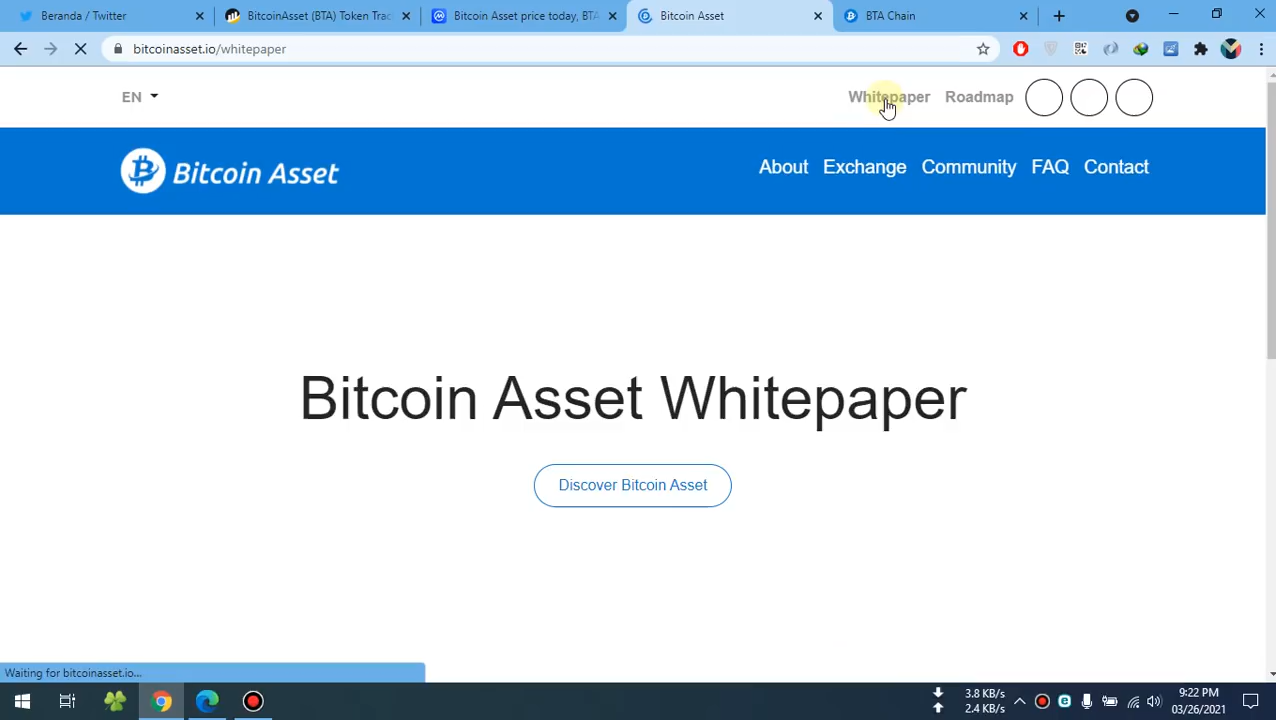 Beranda / Twitter
BitcoinAsset (BTA) Token Trac
Bitcoin Asset price today, BTA
Bitcoin Asset
BTA Chain
bitcoinasset.io/whitepaper
EN
Whitepaper
Roadmap
Bitcoin Asset
About
Exchange
Community
FAQ
Contact
Bitcoin Asset Whitepaper
Discover Bitcoin Asset
Waiting for bitcoinasset.io...
3.8 KB/s
2.4 KB/s
9:22 PM
03/26/2021